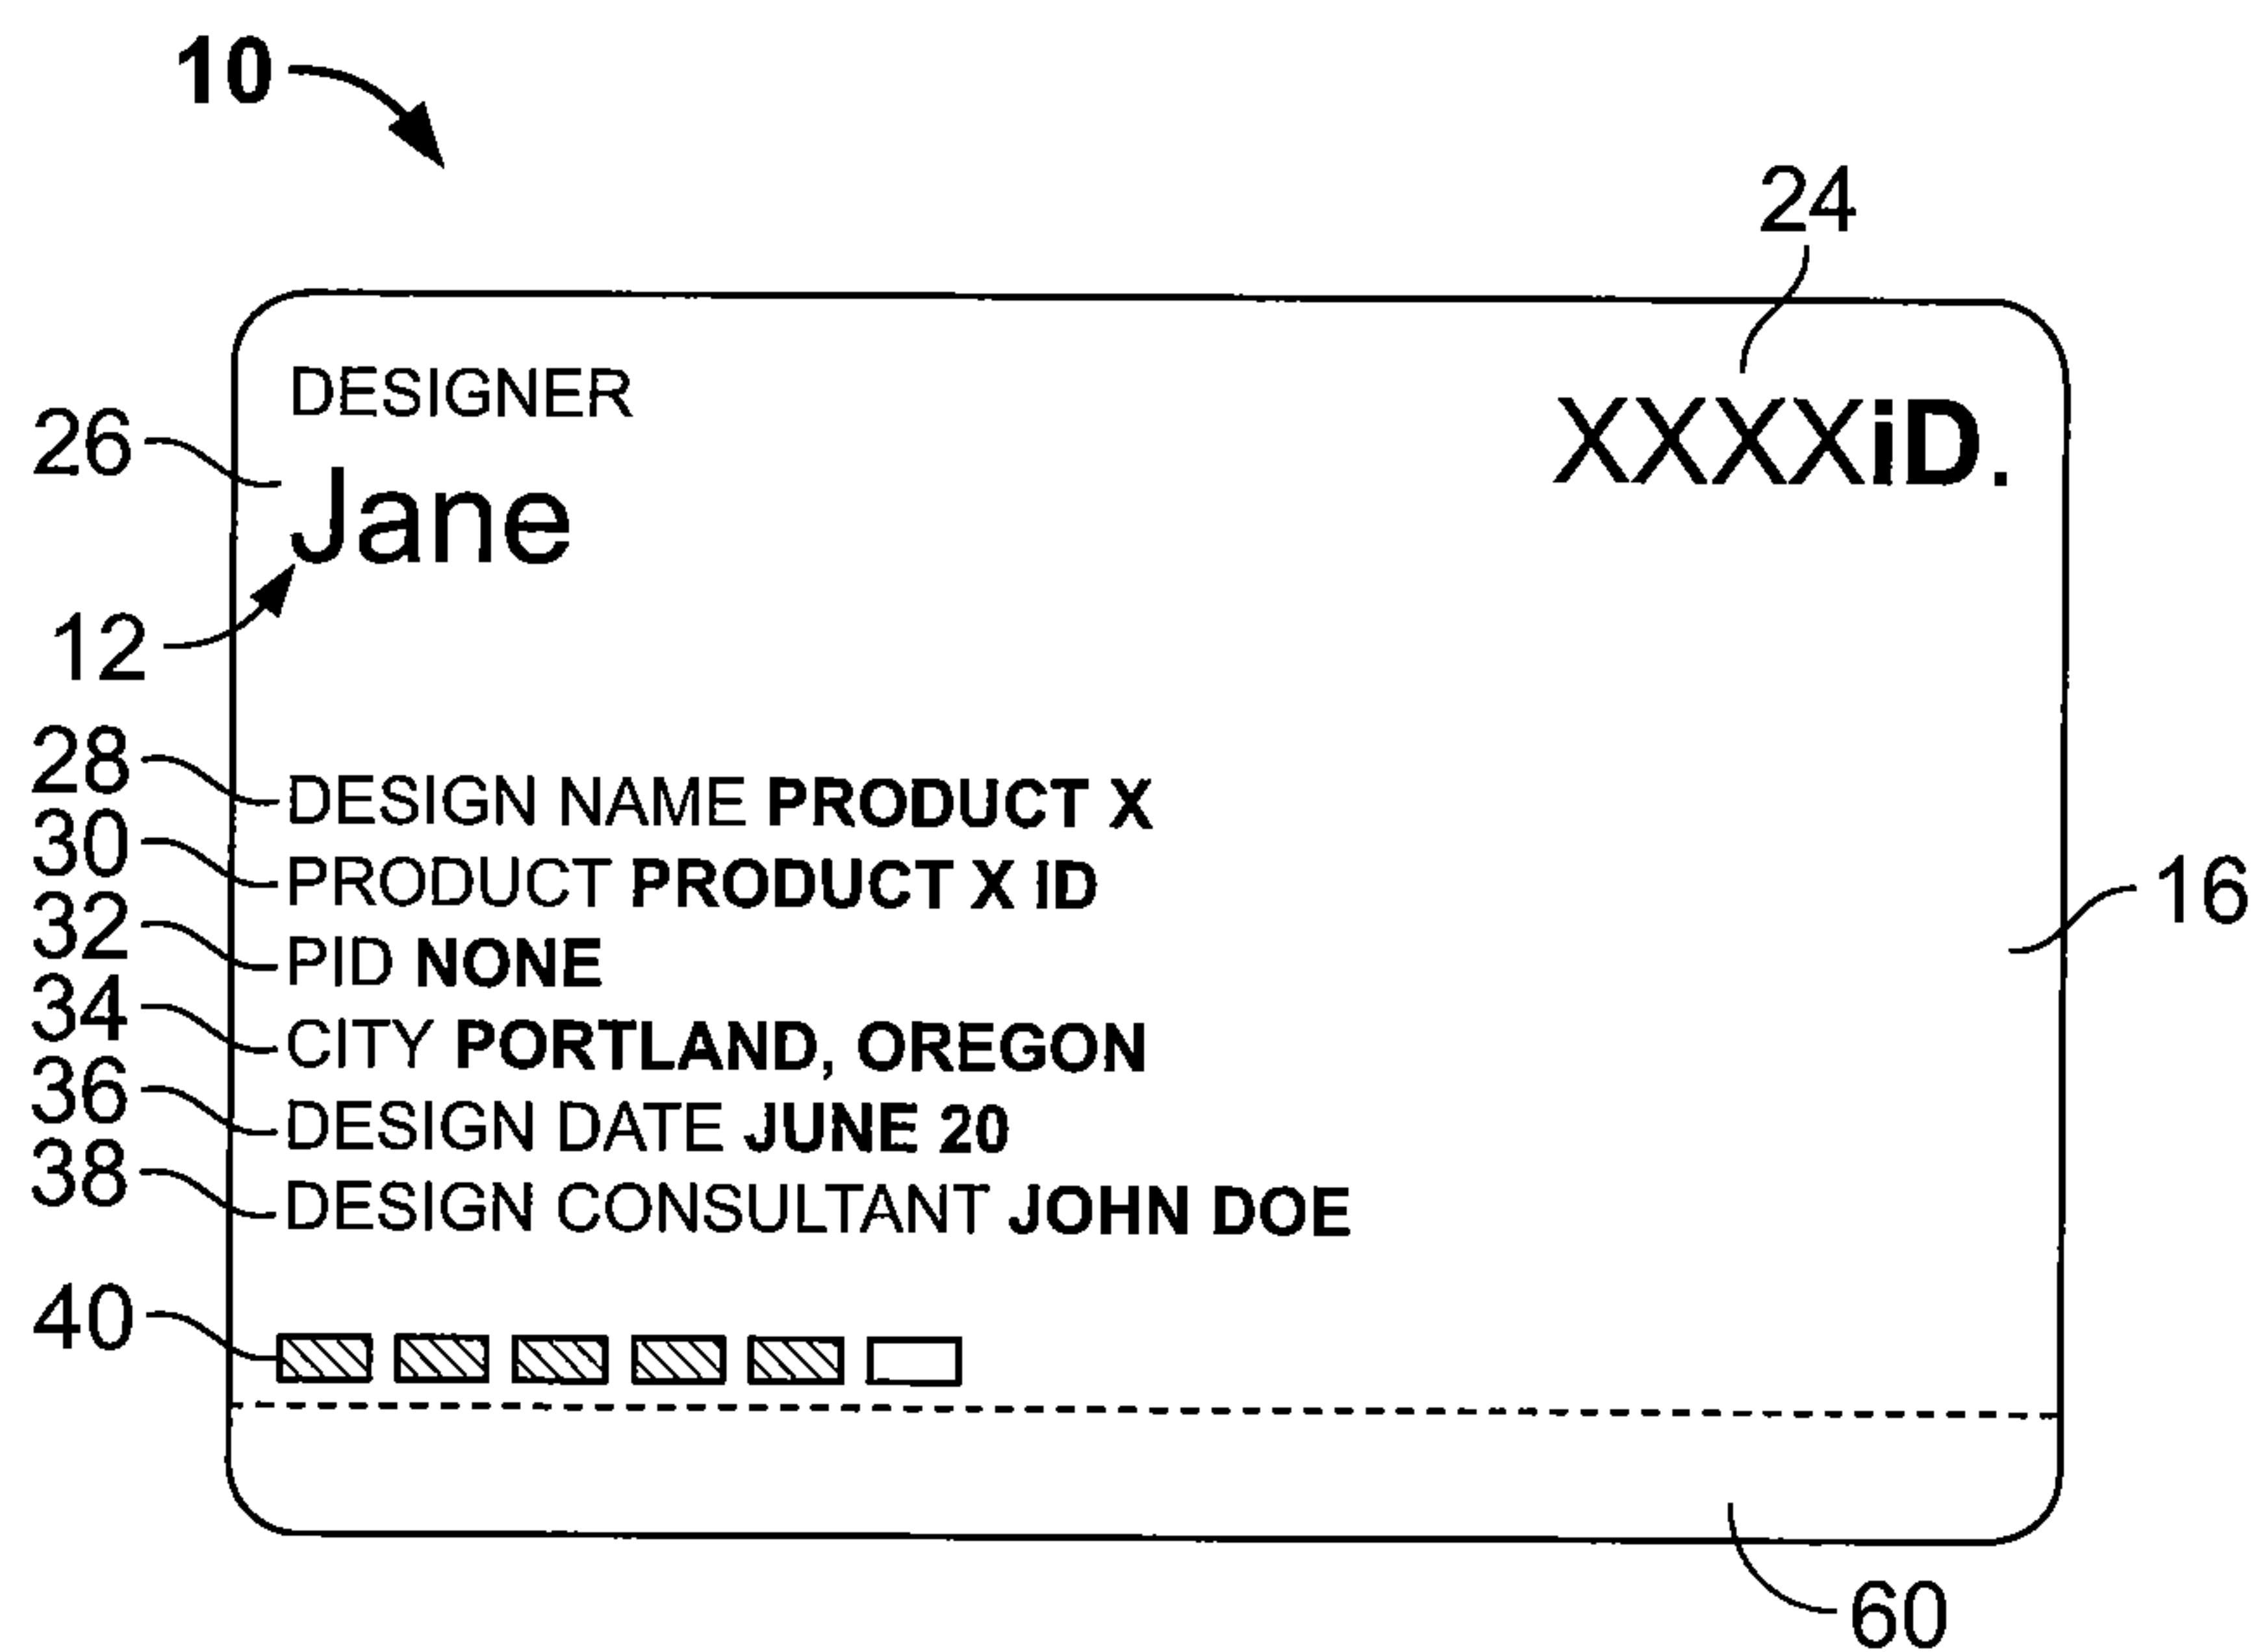 10
24
DESIGNER
XXXXiD.
26
Jane
12
28
DESIGN NAME PRODUCT X
30
PRODUCT PRODUCT X ID
32
PID NONE
16
34
CITY PORTLAND, OREGON
36
DESIGN DATE JUNE 20
38
DESIGN CONSULTANT JOHN DOE
40
60